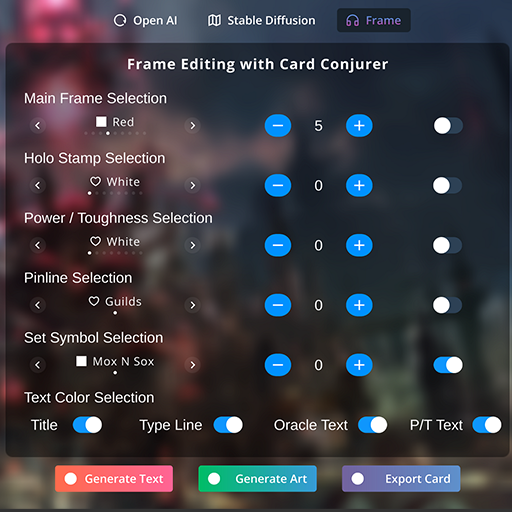 Open AI
Stable Diffusion
Frame
Frame Editing with Card Conjurer
Main Frame Selection
Red
5
Holo Stamp Selection
White
0
Power / Toughness Selection
White
0
Pinline Selection
Guilds
0
Set Symbol Selection
Mox N Sox
0
Text Color Selection
Title
Type Line
Oracle Text
P/T Text
Generate Text
Generate Art
Export Card